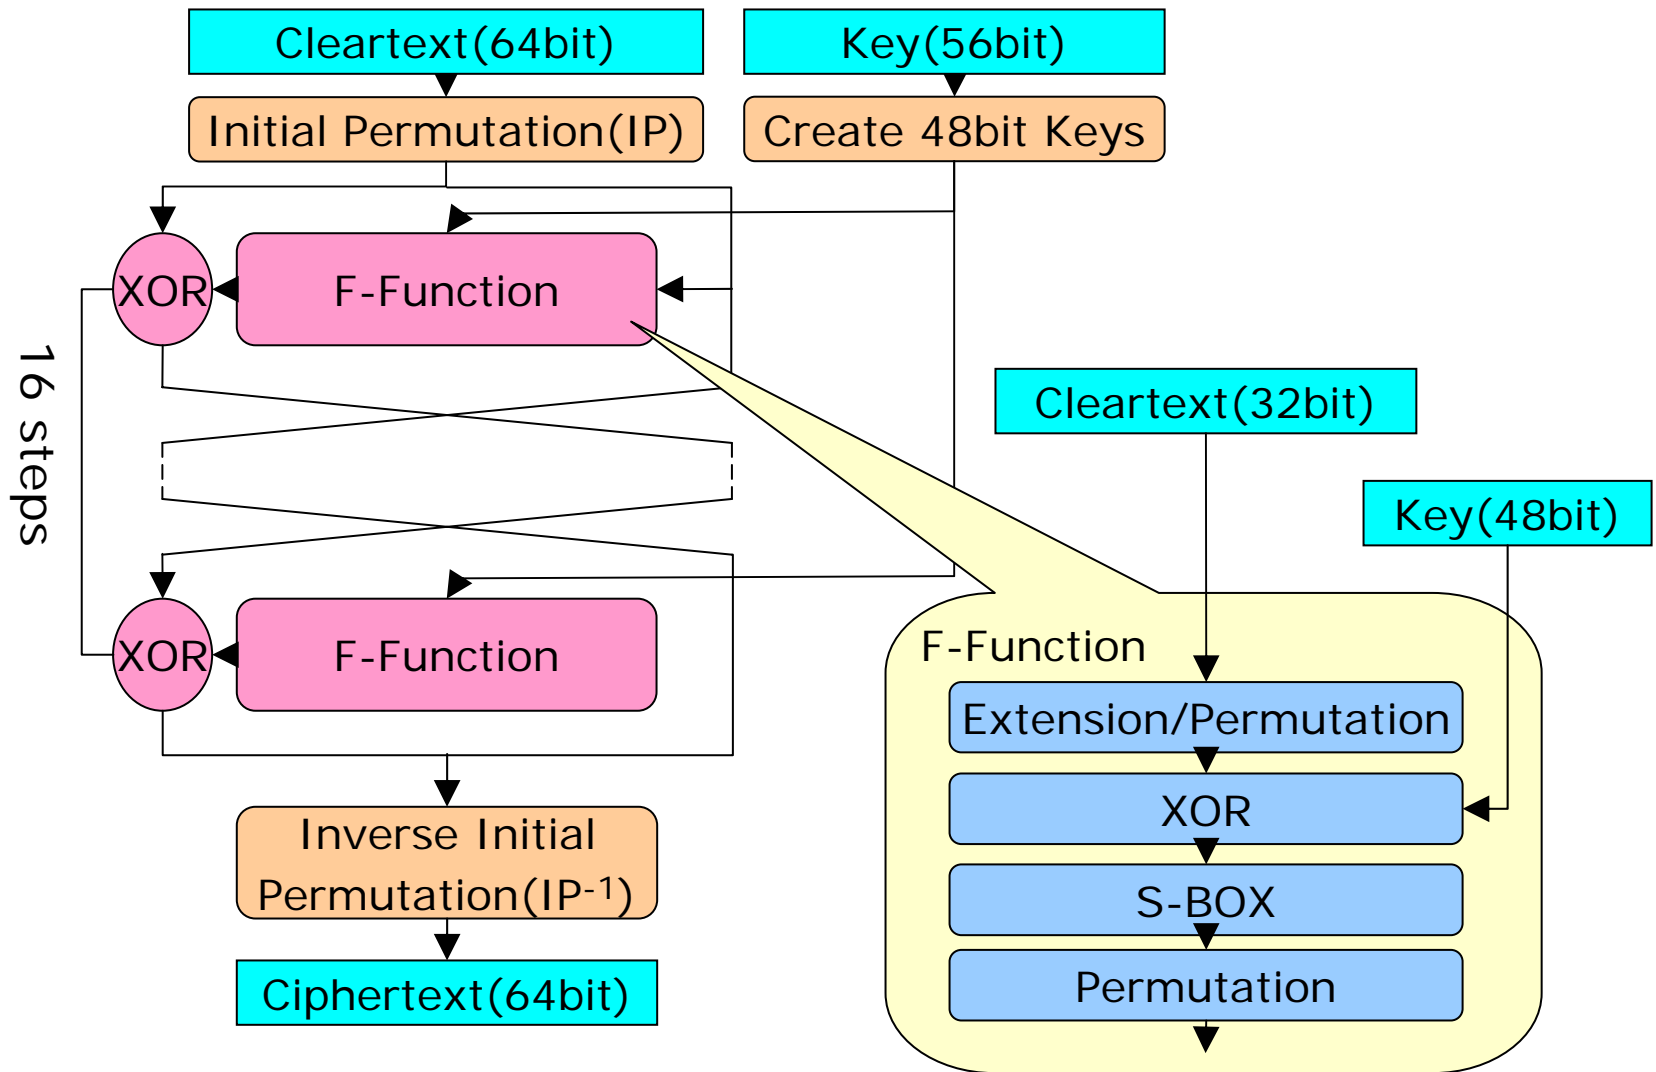 Cleartext(64bit)
Key(56bit)
Initial Permutation(IP)
Create 48bit Keys
XOR
F-Function
16 steps
Cleartext(32bit)
Key(48bit)
XOR
F-Function
F-Function
Extension/Permutation
XOR
S-BOX
Permutation
Inverse Initial
Permutation(IP⁻¹)
Ciphertext(64bit)